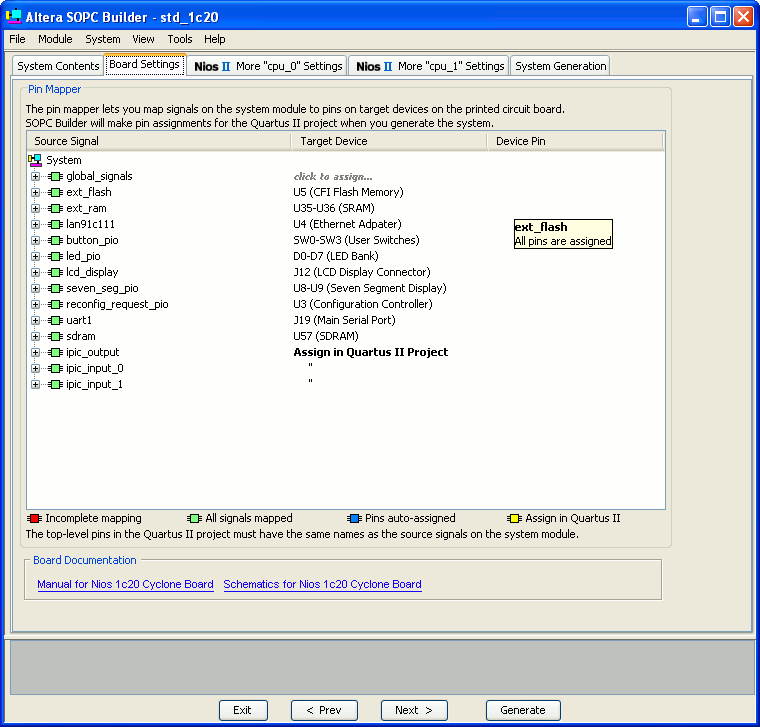 Altera SOPC Builder - std_1c20
File Module System View Tools Help
System Contents Board Settings Nios II More "cpu_0" Settings Nios II More "cpu_1" Settings System Generation
Pin Mapper
The pin mapper lets you map signals on the system module to pins on target devices on the printed circuit board.
SOPC Builder will make pin assignments for the Quartus II project when you generate the system.
Source Signal Target Device Device Pin
System
global_signals click to assign...
ext_flash U5 (CFI Flash Memory)
ext_ram U35-U36 (SRAM)
lan91c111 U4 (Ethernet Adpater)
ext_flash
button_pio SW0-SW3 (User Switches) All pins are assigned
led_pio D0-D7 (LED Bank)
lcd_display J12 (LCD Display Connector)
seven_seg_pio U8-U9 (Seven Segment Display)
reconfig_request_pio U3 (Configuration Controller)
uart1 J19 (Main Serial Port)
sdram U57 (SDRAM)
ipic_output Assign in Quartus II Project
ipic_input_0 "
ipic_input_1 "
Incomplete mapping All signals mapped Pins auto-assigned Assign in Quartus II
The top-level pins in the Quartus II project must have the same names as the source signals on the system module.
Board Documentation
Manual for Nios 1c20 Cyclone Board Schematics for Nios 1c20 Cyclone Board
Exit < Prev Next > Generate